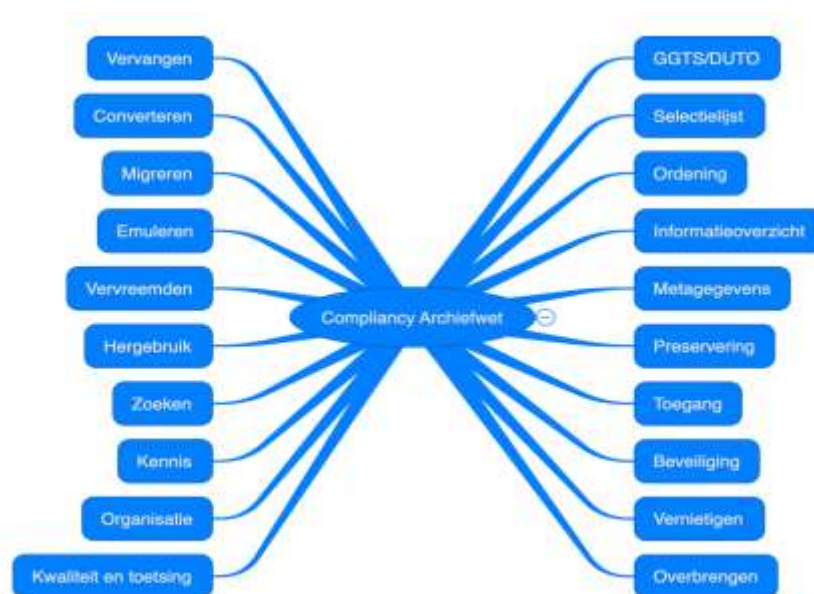 Vervangen
Converteren
Migreren
Emuleren
Vervreemden
Hergebruik
Zoeken
Kennis
Organisatie
Kwaliteit en toetsing
Compliancy Archiefwet
GGTS/DUTO
Selectielijst
Ordening
Informatieoverzicht
Metagegevens
Preservering
Toegang
Beveiliging
Vernietigen
Overbrengen